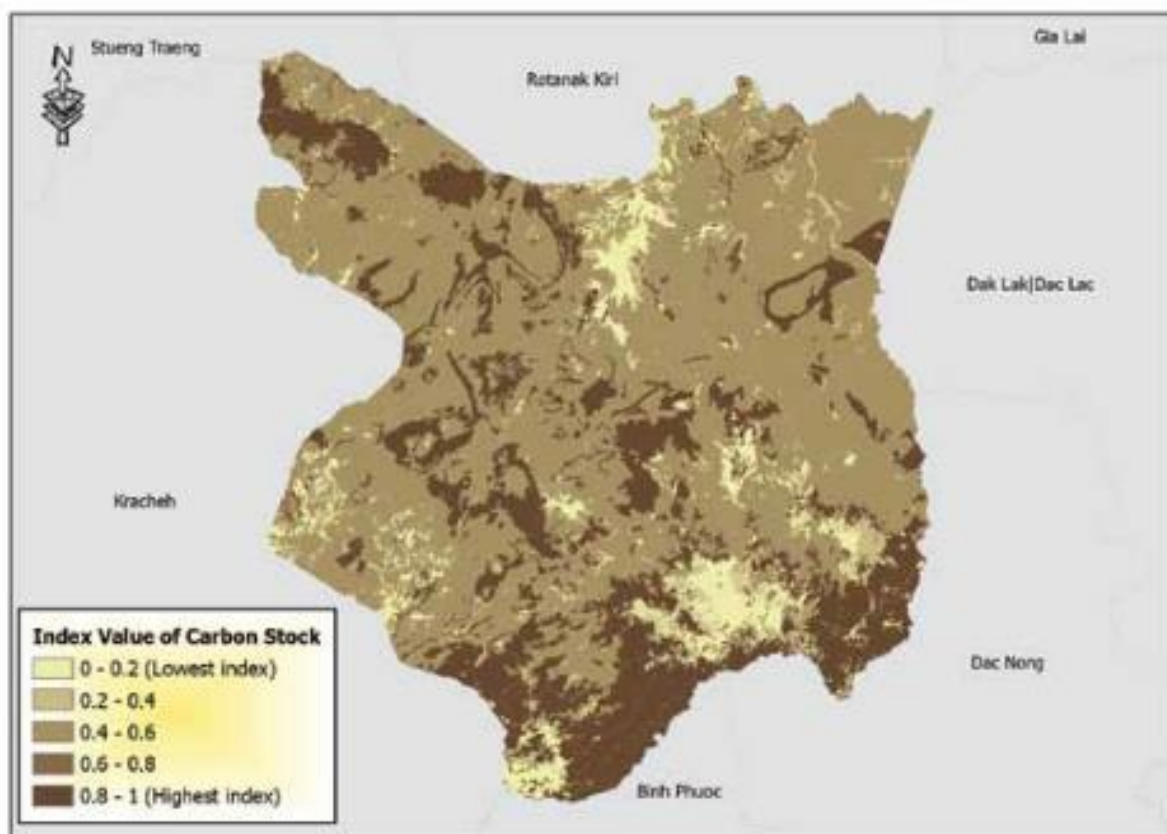 N
Stueng Traeng
Rotanak Kiri
Gia Lai
Dak Lak|Dac Lac
Kracheh
Dac Nong
Binh Phuoc
Index Value of Carbon Stock
0 - 0.2 (Lowest index)
0.2 - 0.4
0.4 - 0.6
0.6 - 0.8
0.8 - 1 (Highest index)